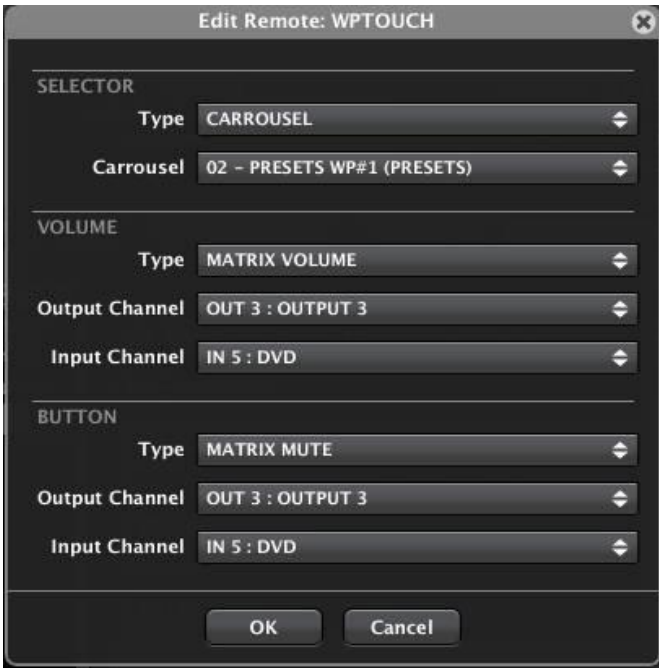 Edit Remote: WPTOUCH
SELECTOR
Type CARROUSEL
Carrousel 02 - PRESETS WP#1 (PRESETS)
VOLUME
Type MATRIX VOLUME
Output Channel OUT 3 : OUTPUT 3
Input Channel IN 5 : DVD
BUTTON
Type MATRIX MUTE
Output Channel OUT 3 : OUTPUT 3
Input Channel IN 5 : DVD
OK Cancel